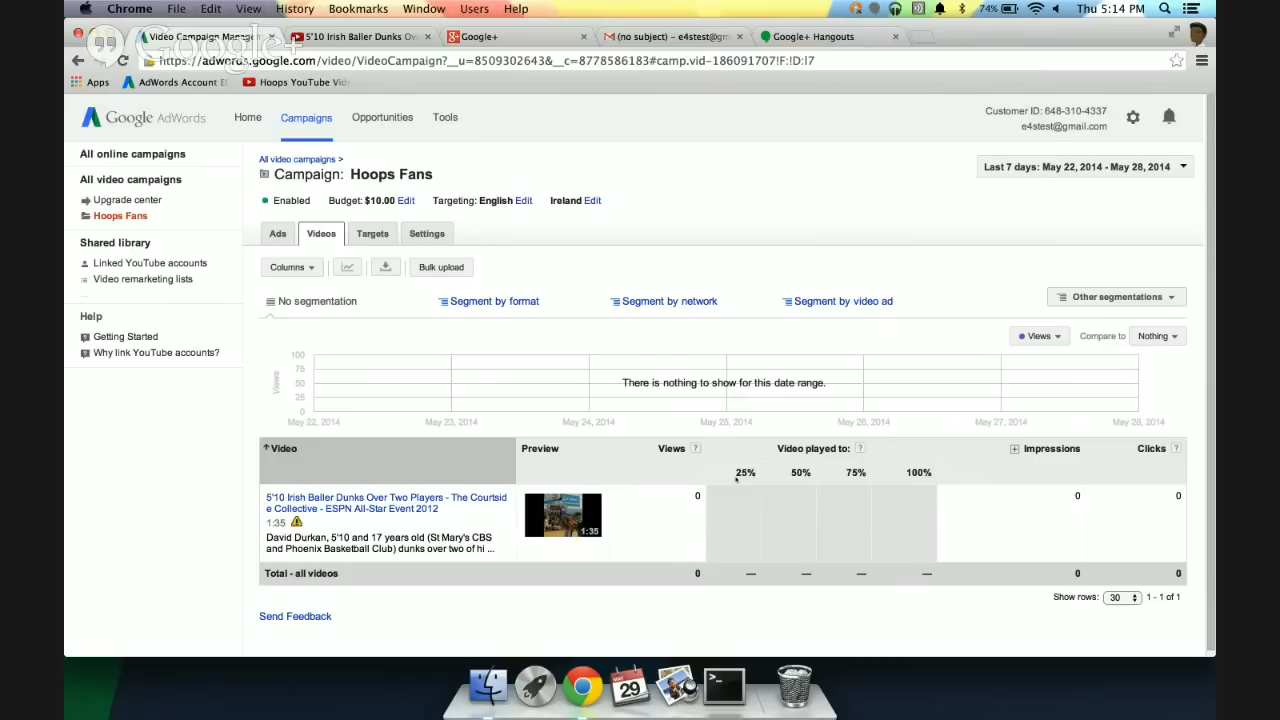 Chrome File Edit View History Bookmarks Window Users Help 74% Thu 5:14 PM
Video Campaign Manage 5'10 Irish Baller Dunks Ov Google+ (no subject) - e4stest@gm Google+ Hangouts
Google+
https://adwords.google.com/video/VideoCampaign?__u=8509302643&__c=8778586183#camp.vid-186091707!F:!D:!7
Apps AdWords Account Hoops YouTube Vid
Google AdWords Home Campaigns Opportunities Tools
Customer ID: 648-310-4337
e4stest@gmail.com
All online campaigns
All video campaigns
Upgrade center
Hoops Fans
Shared library
Linked YouTube accounts
Video remarketing lists
Help
Getting Started
Why link YouTube accounts?
All video campaigns >
Campaign: Hoops Fans
Last 7 days: May 22, 2014 - May 28, 2014
Enabled Budget: $10.00 Edit Targeting: English Edit Ireland Edit
Ads Videos Targets Settings
Columns Bulk upload
No segmentation Segment by format Segment by network Segment by video ad Other segmentations
Views Compare to Nothing
Views
100
75
50
25
0
There is nothing to show for this date range.
May 22, 2014 May 23, 2014 May 24, 2014 May 25, 2014 May 26, 2014 May 27, 2014 May 28, 2014
Video Preview Views ? Video played to: ? Impressions Clicks ?
25% 50% 75% 100%
5'10 Irish Baller Dunks Over Two Players - The Courtsid
e Collective - ESPN All-Star Event 2012
1:35
David Durkan, 5'10 and 17 years old (St Mary's CBS
and Phoenix Basketball Club) dunks over two of hi ...
1:35
0 0 0
Total - all videos 0 — — — — 0 0
Show rows: 30 1 - 1 of 1
Send Feedback
MAY
29